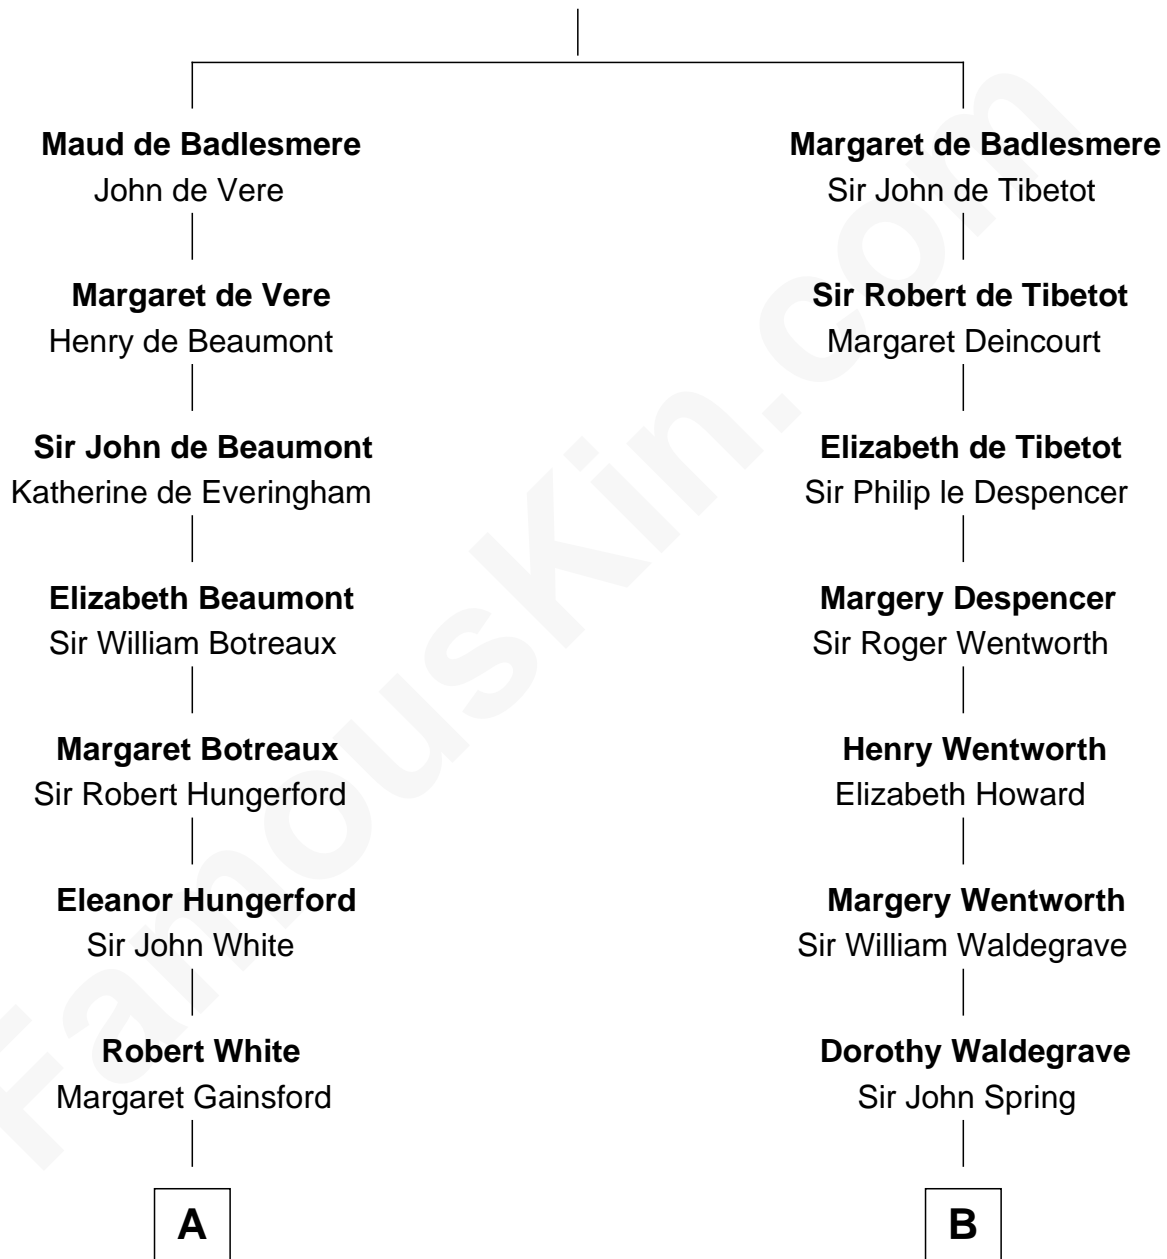 Maud de Badlesmere
John de Vere
Margaret de Vere
Henry de Beaumont
Sir John de Beaumont
Katherine de Everingham
Elizabeth Beaumont
Sir William Botreaux
Margaret Botreaux
Sir Robert Hungerford
Eleanor Hungerford
Sir John White
Robert White
Margaret Gainsford
A
Margaret de Badlesmere
Sir John de Tibetot
Sir Robert de Tibetot
Margaret Deincourt
Elizabeth de Tibetot
Sir Philip le Despencer
Margery Despencer
Sir Roger Wentworth
Henry Wentworth
Elizabeth Howard
Margery Wentworth
Sir William Waldegrave
Dorothy Waldegrave
Sir John Spring
B
FamousKin.com